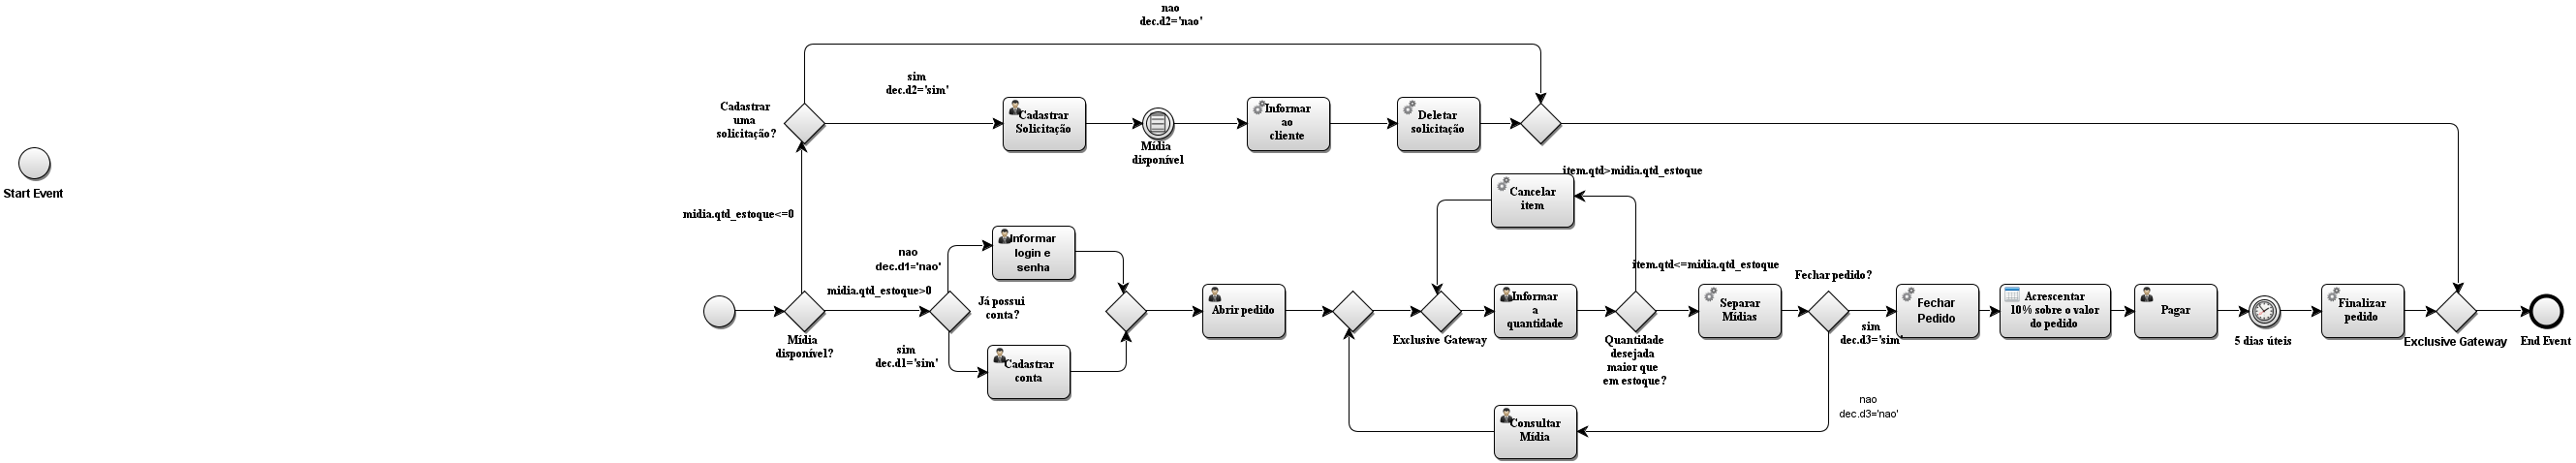 nao
dec.d2='nao'
sim
dec.d2='sim'
Cadastrar
uma
solicitação?
Cadastrar
Solicitação
Mídia
disponível
Informar
ao
cliente
Deletar
solicitação
Start Event
midia.qtd_estoque<=0
item.qtd>midia.qtd_estoque
Cancelar
item
nao
dec.d1='nao'
Informar
login e
senha
midia.qtd_estoque>0
Já possui
conta?
Mídia
disponível?
sim
dec.d1='sim'
Cadastrar
conta
Abrir pedido
Exclusive Gateway
Informar
a
quantidade
item.qtd<=midia.qtd_estoque
Quantidade
desejada
maior que
em estoque?
Separar
Mídias
Fechar pedido?
sim
dec.d3='sim'
nao
dec.d3='nao'
Consultar
Mídia
Fechar
Pedido
Acrescentar
10% sobre o valor
do pedido
Pagar
5 dias úteis
Finalizar
pedido
Exclusive Gateway
End Event